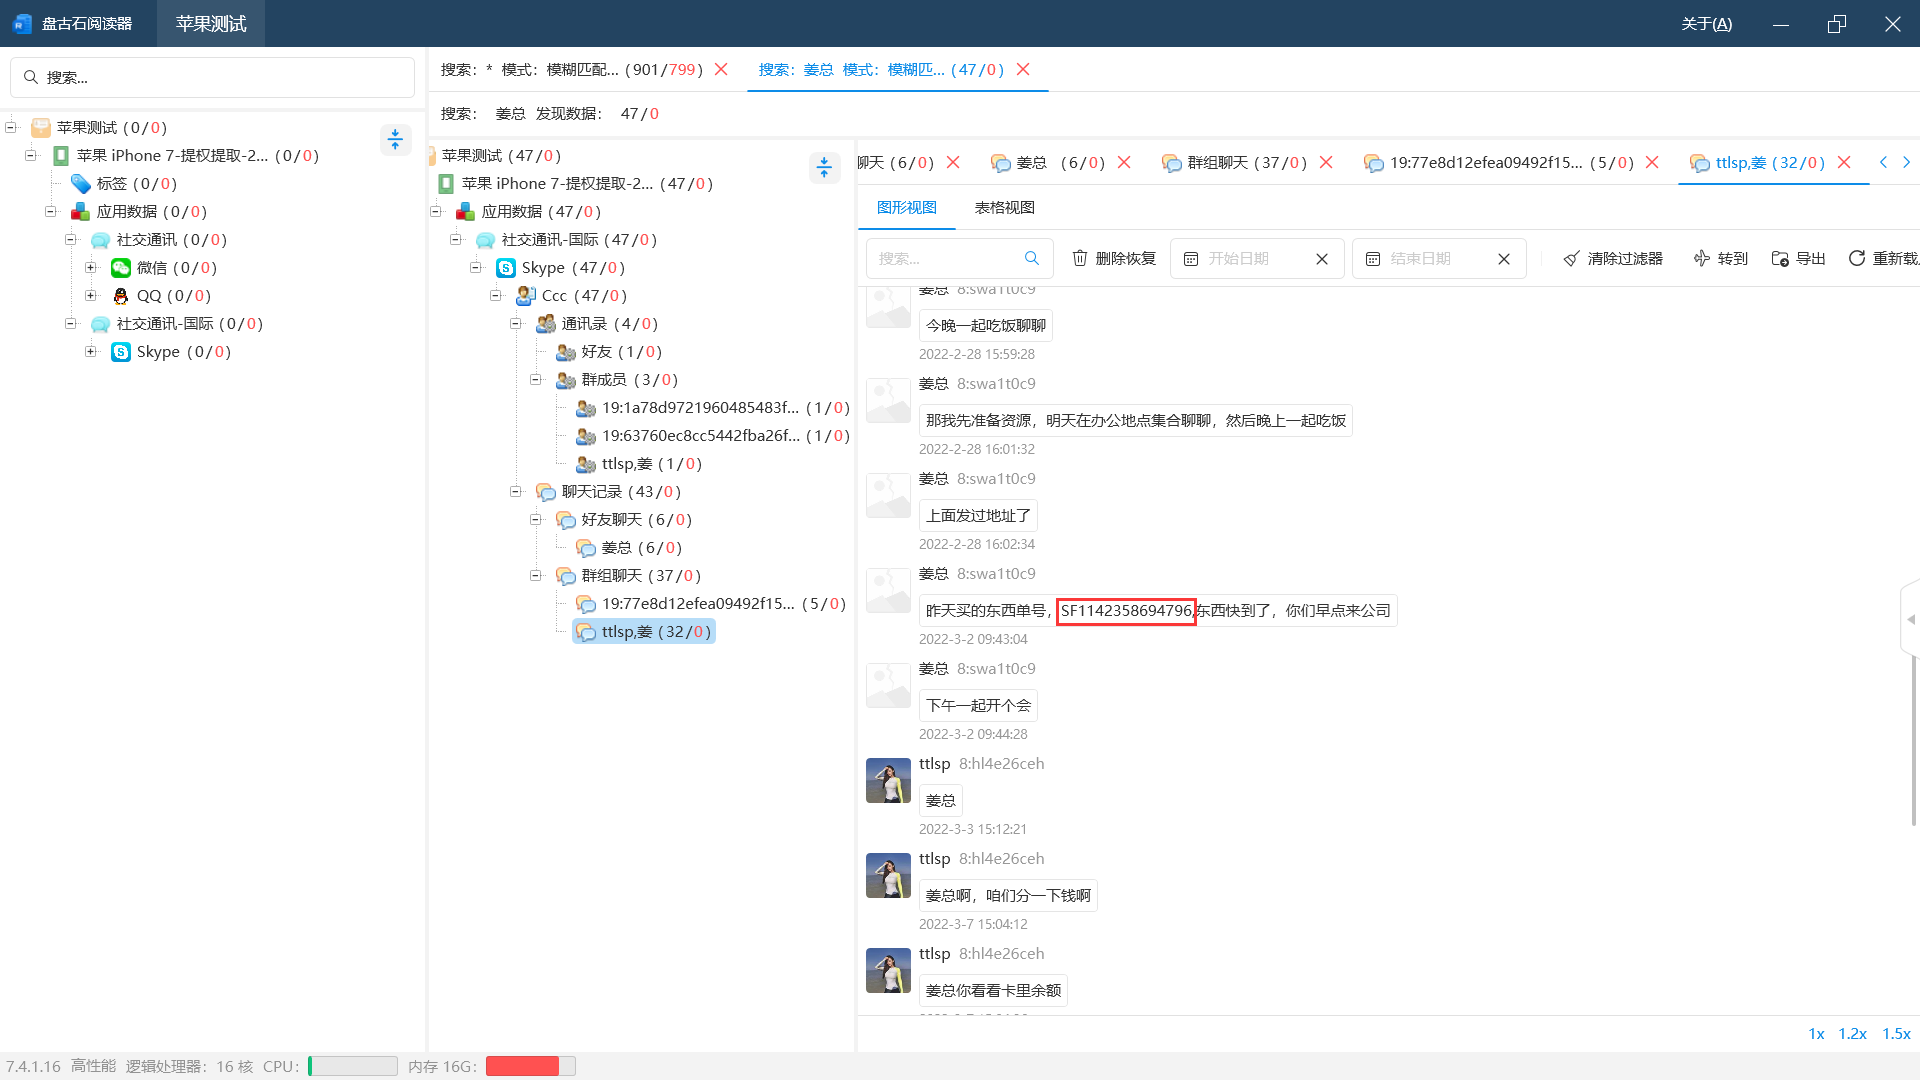 盘古石阅读器 苹果测试 关于(A)
搜索...
搜索：* 模式：模糊匹配... (901/799) 搜索：姜总 模式：模糊匹... (47/0)
搜索： 姜总 发现数据： 47/0
苹果测试 (0/0)
苹果 iPhone 7-提权提取-2... (0/0)
标签 (0/0)
应用数据 (0/0)
社交通讯 (0/0)
微信 (0/0)
QQ (0/0)
社交通讯-国际 (0/0)
Skype (0/0)
苹果测试 (47/0)
苹果 iPhone 7-提权提取-2... (47/0)
应用数据 (47/0)
社交通讯-国际 (47/0)
Skype (47/0)
Ccc (47/0)
通讯录 (4/0)
好友 (1/0)
群成员 (3/0)
19:1a78d9721960485483f... (1/0)
19:63760ec8cc5442fba26f... (1/0)
ttlsp,姜 (1/0)
聊天记录 (43/0)
好友聊天 (6/0)
姜总 (6/0)
群组聊天 (37/0)
19:77e8d12efea09492f15... (5/0)
ttlsp,姜 (32/0)
聊天 (6/0) 姜总 (6/0) 群组聊天 (37/0) 19:77e8d12efea09492f15... (5/0) ttlsp,姜 (32/0)
图形视图 表格视图
搜索... 删除恢复 开始日期 结束日期 清除过滤器 转到 导出 重新载
姜总 8:swa1t0c9
今晚一起吃饭聊聊
2022-2-28 15:59:28
姜总 8:swa1t0c9
那我先准备资源，明天在办公地点集合聊聊，然后晚上一起吃饭
2022-2-28 16:01:32
姜总 8:swa1t0c9
上面发过地址了
2022-2-28 16:02:34
姜总 8:swa1t0c9
昨天买的东西单号，SF1142358694796,东西快到了，你们早点来公司
2022-3-2 09:43:04
姜总 8:swa1t0c9
下午一起开个会
2022-3-2 09:44:28
ttlsp 8:hl4e26ceh
姜总
2022-3-3 15:12:21
ttlsp 8:hl4e26ceh
姜总啊，咱们分一下钱啊
2022-3-7 15:04:12
ttlsp 8:hl4e26ceh
姜总你看看卡里余额
1x 1.2x 1.5x
7.4.1.16 高性能 逻辑处理器：16 核 CPU： 内存 16G：